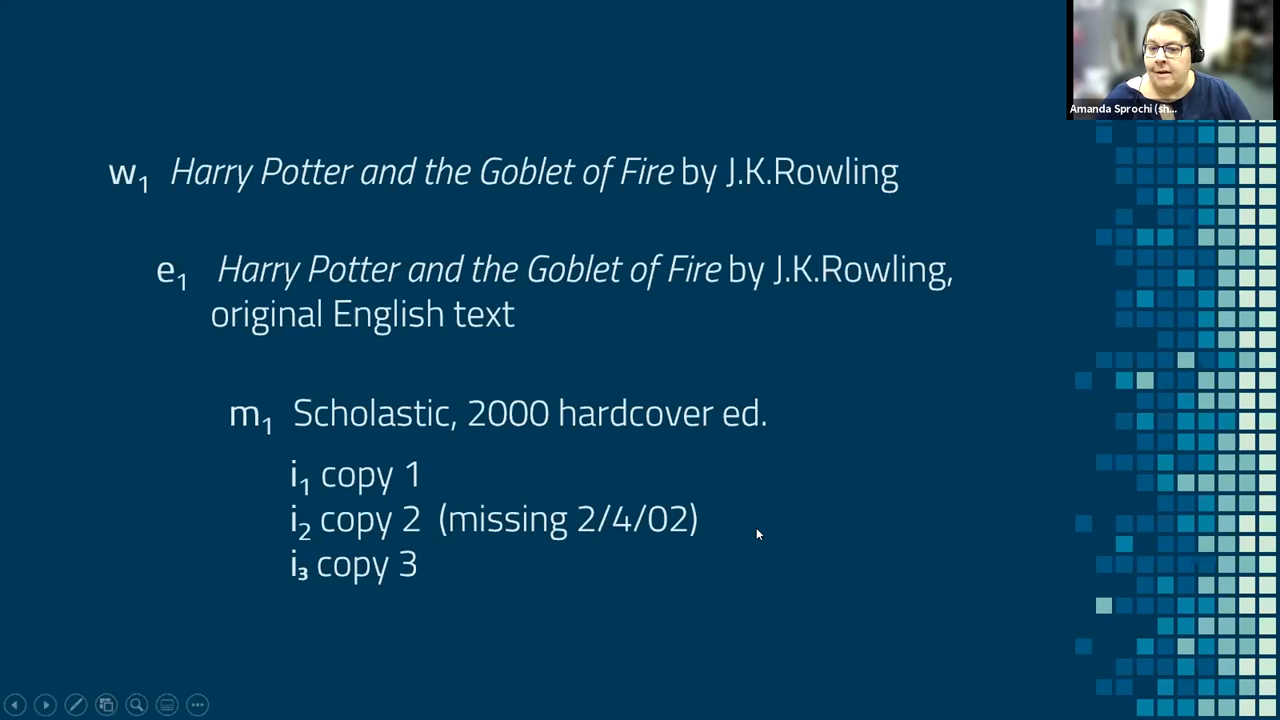 Amanda Sprochi (sh...
w1 Harry Potter and the Goblet of Fire by J.K.Rowling
e1 Harry Potter and the Goblet of Fire by J.K.Rowling,
original English text
m1 Scholastic, 2000 hardcover ed.
i1 copy 1
i2 copy 2 (missing 2/4/02)
i3 copy 3